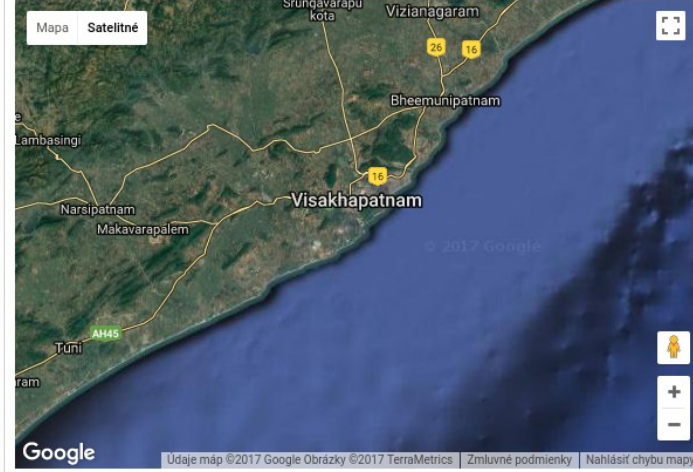 Mapa Satelitné
Srungavarapu
kota
Vizianagaram
26
16
Bheemunipatnam
e
Lambasingi
16
Visakhapatnam
Narsipatnam
Makavarapalem
© 2017 Google
AH45
Tuni
ram
+
−
Google
Údaje máp ©2017 Google Obrázky ©2017 TerraMetrics Zmluvné podmienky Nahlásiť chybu mapy